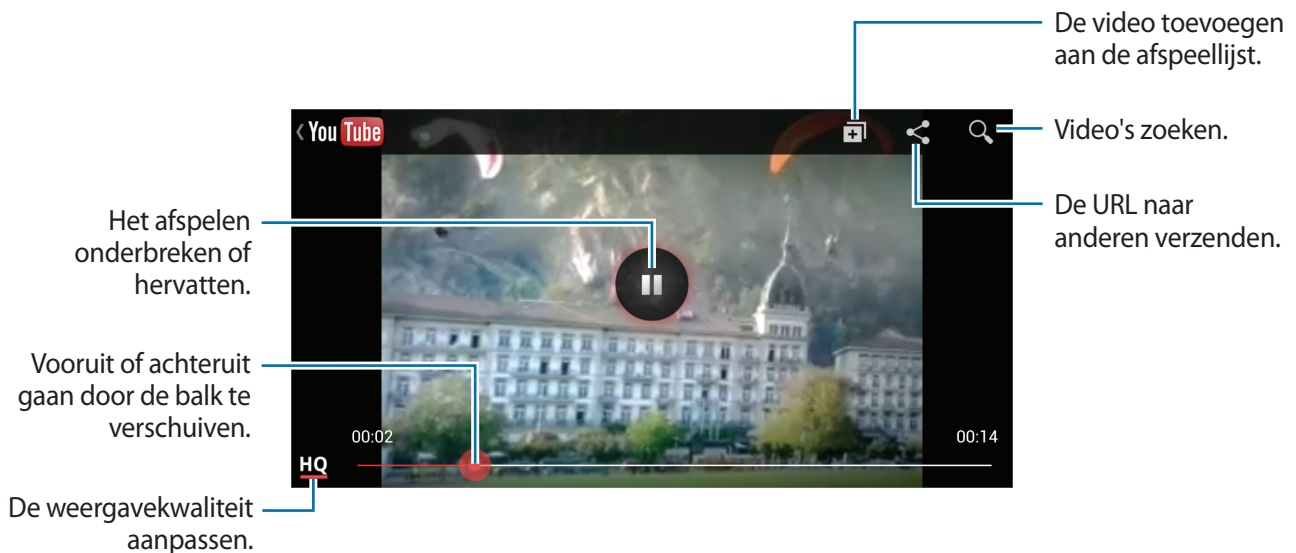 De video toevoegen
aan de afspeellijst.
You Tube
Video's zoeken.
De URL naar
anderen verzenden.
Het afspelen
onderbreken of
hervatten.
Vooruit of achteruit
gaan door de balk te
verschuiven.
00:02
00:14
HQ
De weergavekwaliteit
aanpassen.